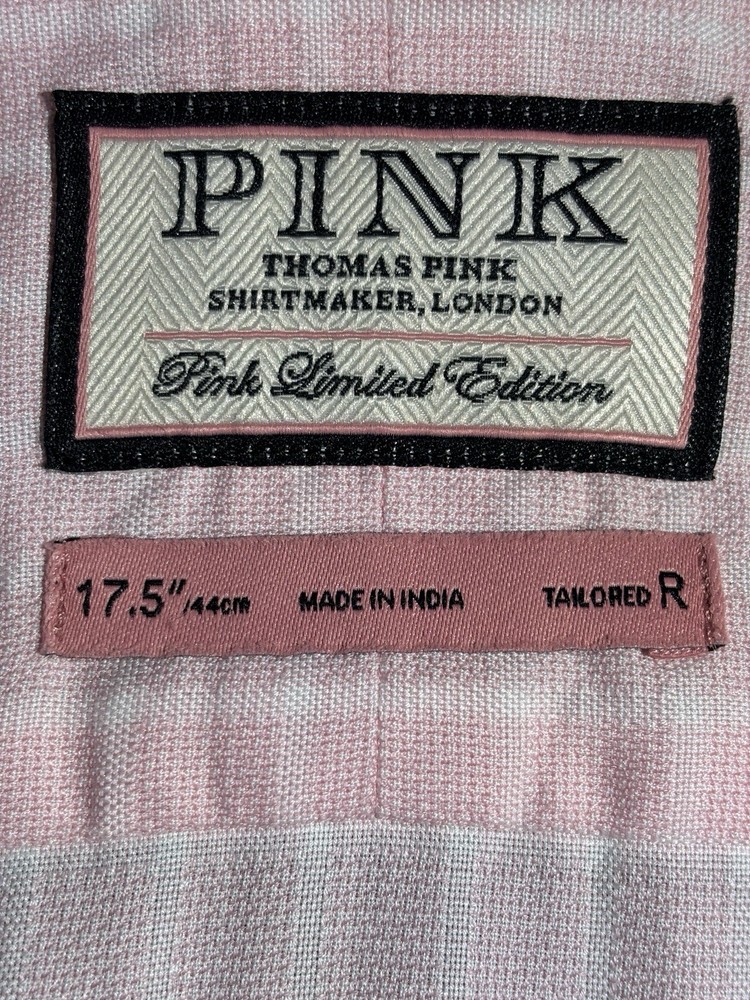 PINK
THOMAS PINK
SHIRTMAKER, LONDON
Pink Limited Edition
17.5"/44cm MADE IN INDIA TAILORED R